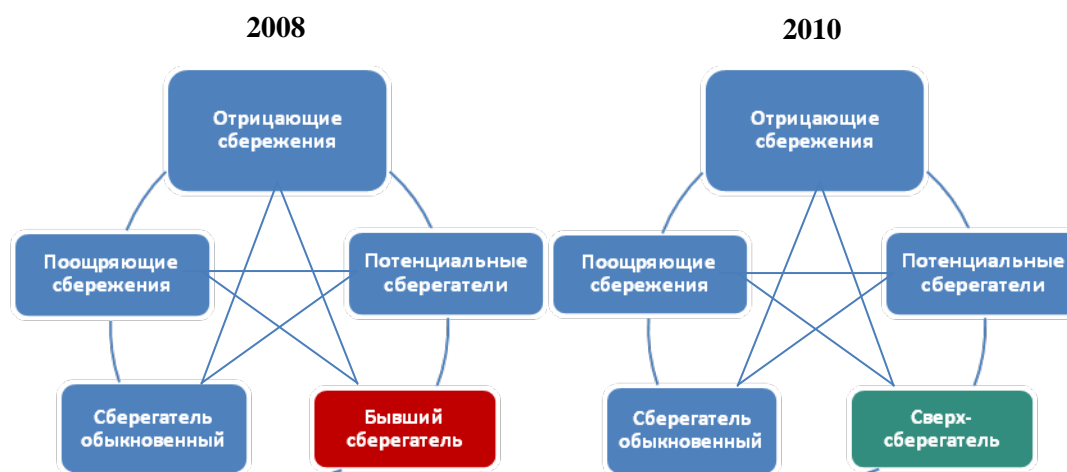 2008
Отрицающие
сбережения
Поощряющие
сбережения
Потенциальные
сберегатели
Сберегатель
обыкновенный
Бывший
сберегатель
2010
Отрицающие
сбережения
Поощряющие
сбережения
Потенциальные
сберегатели
Сберегатель
обыкновенный
Сверх-
сберегатель